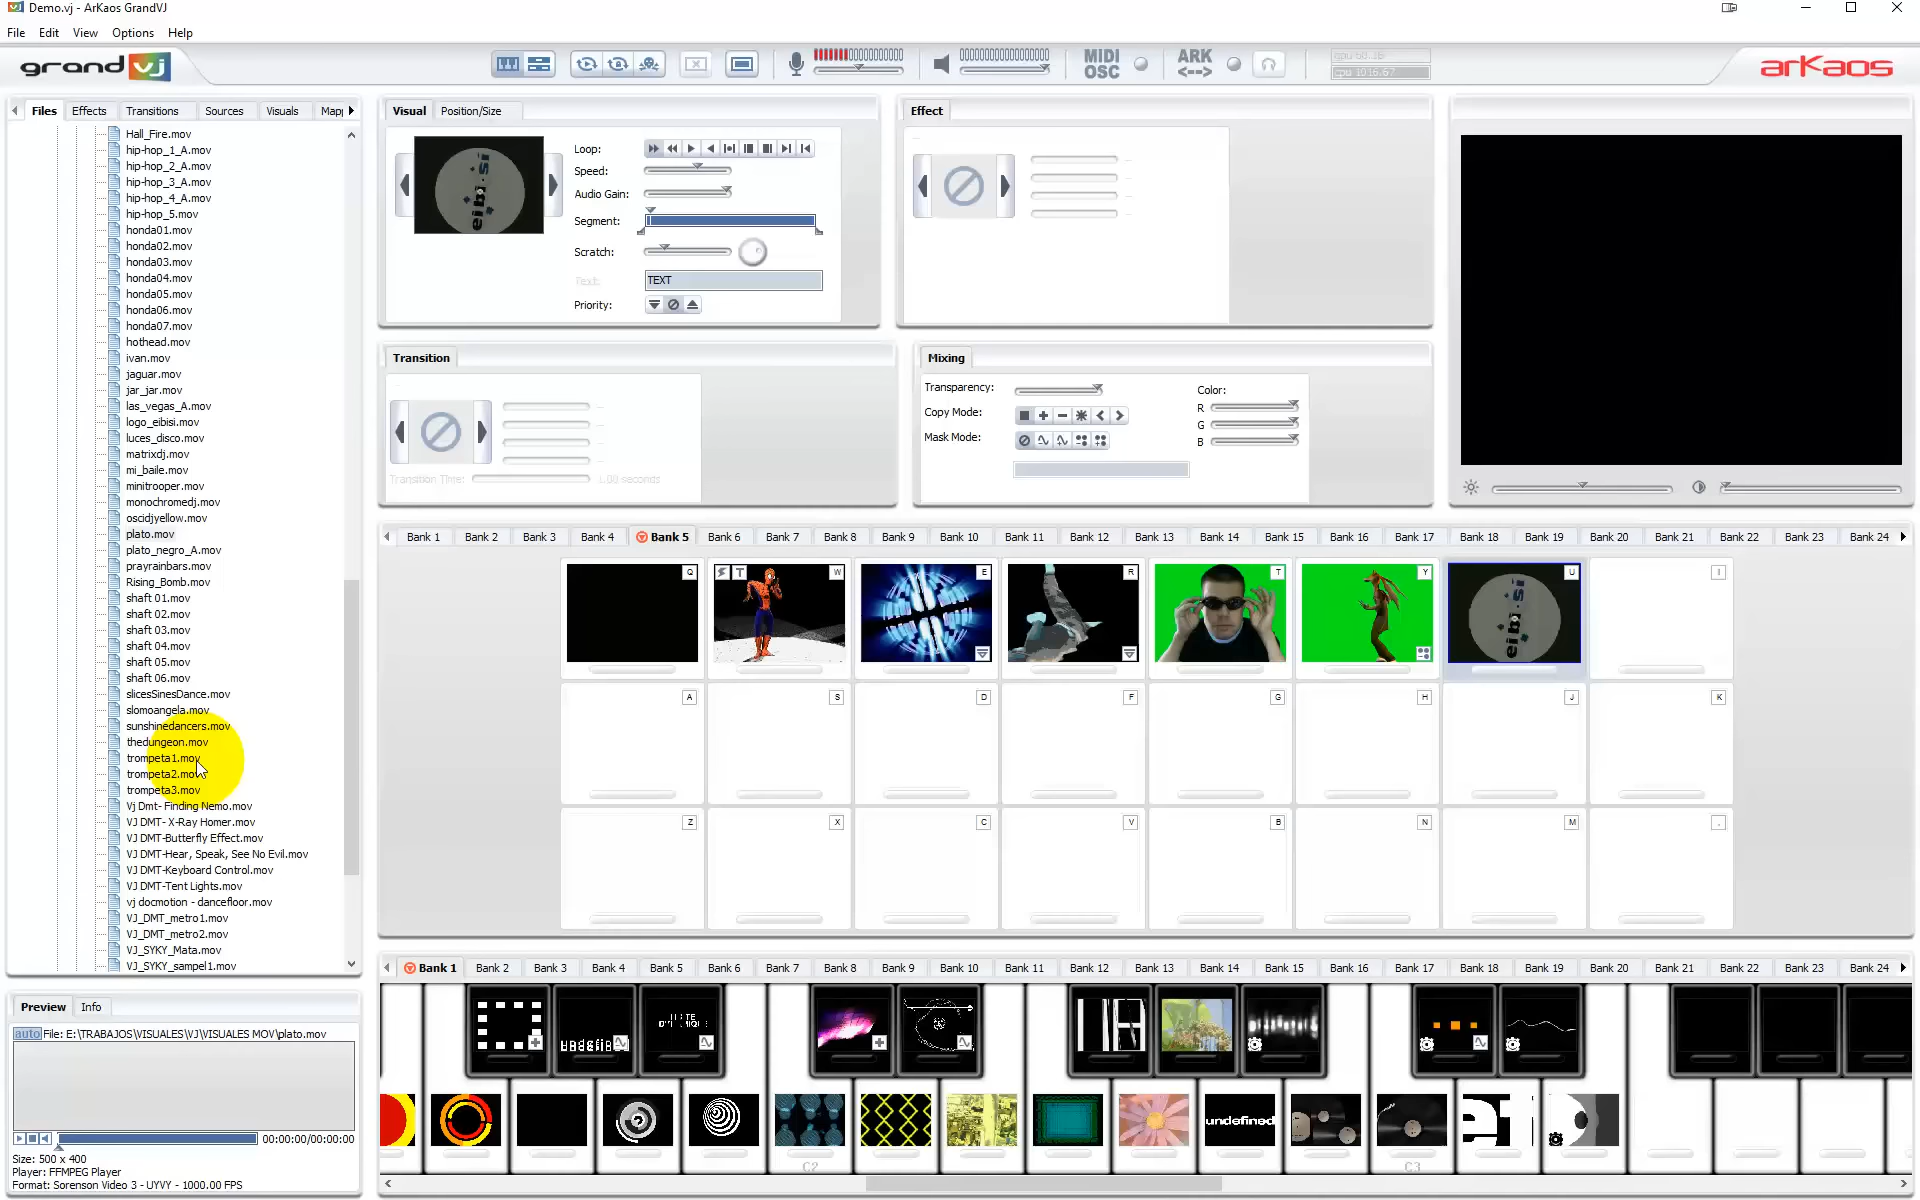 Demo.vj - ArKaos GrandVJ
File Edit View Options Help
grand vj
MIDI OSC
ARK <-->
arkaos
Files Effects Transitions Sources Visuals Mapp
Hall_Fire.mov
hip-hop_1_A.mov
hip-hop_2_A.mov
hip-hop_3_A.mov
hip-hop_4_A.mov
hip-hop_5.mov
honda01.mov
honda02.mov
honda03.mov
honda04.mov
honda05.mov
honda06.mov
honda07.mov
hothead.mov
ivan.mov
jaguar.mov
jar_jar.mov
las_vegas_A.mov
logo_eibisi.mov
luces_disco.mov
matrixdj.mov
mi_baile.mov
minitrooper.mov
monochromedj.mov
oscidjyellow.mov
plato.mov
plato_negro_A.mov
prayrainbars.mov
Rising_Bomb.mov
shaft 01.mov
shaft 02.mov
shaft 03.mov
shaft 04.mov
shaft 05.mov
shaft 06.mov
slicesSinesDance.mov
slomoangela.mov
sunshinedancers.mov
thedungeon.mov
trompeta1.mov
trompeta2.mov
trompeta3.mov
Vj Dmt- Finding Nemo.mov
VJ DMT- X-Ray Homer.mov
VJ DMT-Butterfly Effect.mov
VJ DMT-Hear, Speak, See No Evil.mov
VJ DMT-Keyboard Control.mov
VJ DMT-Tent Lights.mov
vj docmotion - dancefloor.mov
VJ_DMT_metro1.mov
VJ_DMT_metro2.mov
VJ_SYKY_Mata.mov
VJ_SYKY_sampel1.mov
Preview Info
auto File: E:\TRABAJOS\VISUALES\VJ\VISUALES MOV\plato.mov
00:00:00/00:00:00
Size: 500 x 400
Player: FFMPEG Player
Format: Sorenson Video 3 - UYVY - 1000.00 FPS
Visual Position/Size
Loop:
Speed:
Audio Gain:
Segment:
Scratch:
Text: TEXT
Priority:
eibi.si
Effect
Transition
Transition Time: 1.00 seconds
Mixing
Transparency:
Copy Mode:
Mask Mode:
Color:
R
G
B
Bank 1 Bank 2 Bank 3 Bank 4 Bank 5 Bank 6 Bank 7 Bank 8 Bank 9 Bank 10 Bank 11 Bank 12 Bank 13 Bank 14 Bank 15 Bank 16 Bank 17 Bank 18 Bank 19 Bank 20 Bank 21 Bank 22 Bank 23 Bank 24
Q T W E R T Y U I
eibi.si
A S D F G H J K
Z X C V B N M ,
Bank 1 Bank 2 Bank 3 Bank 4 Bank 5 Bank 6 Bank 7 Bank 8 Bank 9 Bank 10 Bank 11 Bank 12 Bank 13 Bank 14 Bank 15 Bank 16 Bank 17 Bank 18 Bank 19 Bank 20 Bank 21 Bank 22 Bank 23 Bank 24
undefined
C2 C3